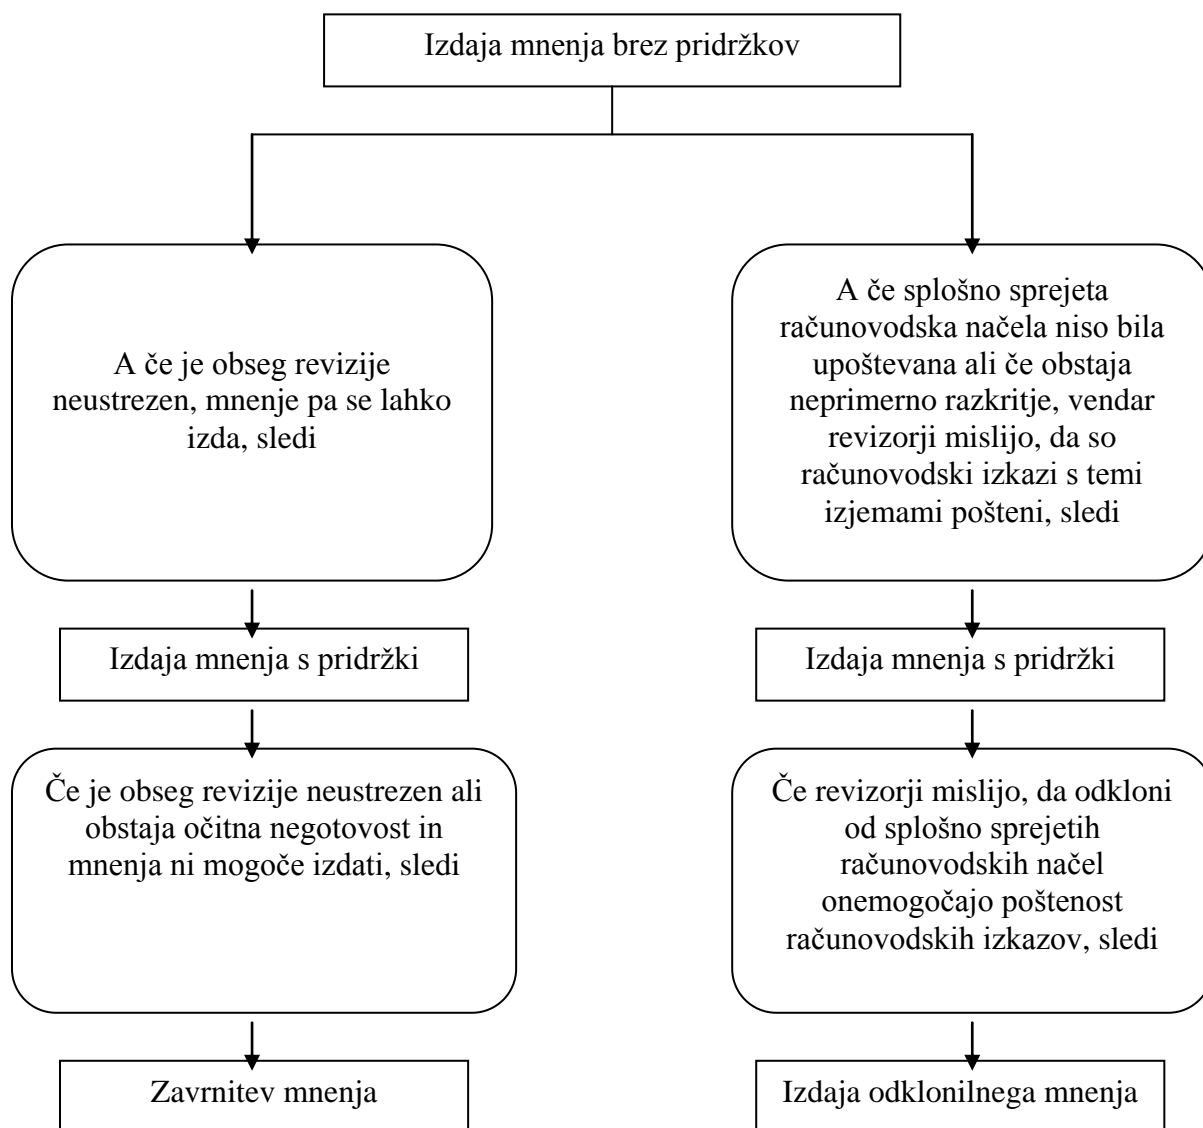 Izdaja mnenja brez pridržkov
A če je obseg revizije
neustrezen, mnenje pa se lahko
izda, sledi
A če splošno sprejeta
računovodska načela niso bila
upoštevana ali če obstaja
neprimerno razkritje, vendar
revizorji mislijo, da so
računovodski izkazi s temi
izjemami pošteni, sledi
Izdaja mnenja s pridržki
Izdaja mnenja s pridržki
Če je obseg revizije neustrezen ali
obstaja očitna negotovost in
mnenja ni mogoče izdati, sledi
Če revizorji mislijo, da odkloni
od splošno sprejetih
računovodskih načel
onemogočajo poštenost
računovodskih izkazov, sledi
Zavrnitev mnenja
Izdaja odklonilnega mnenja